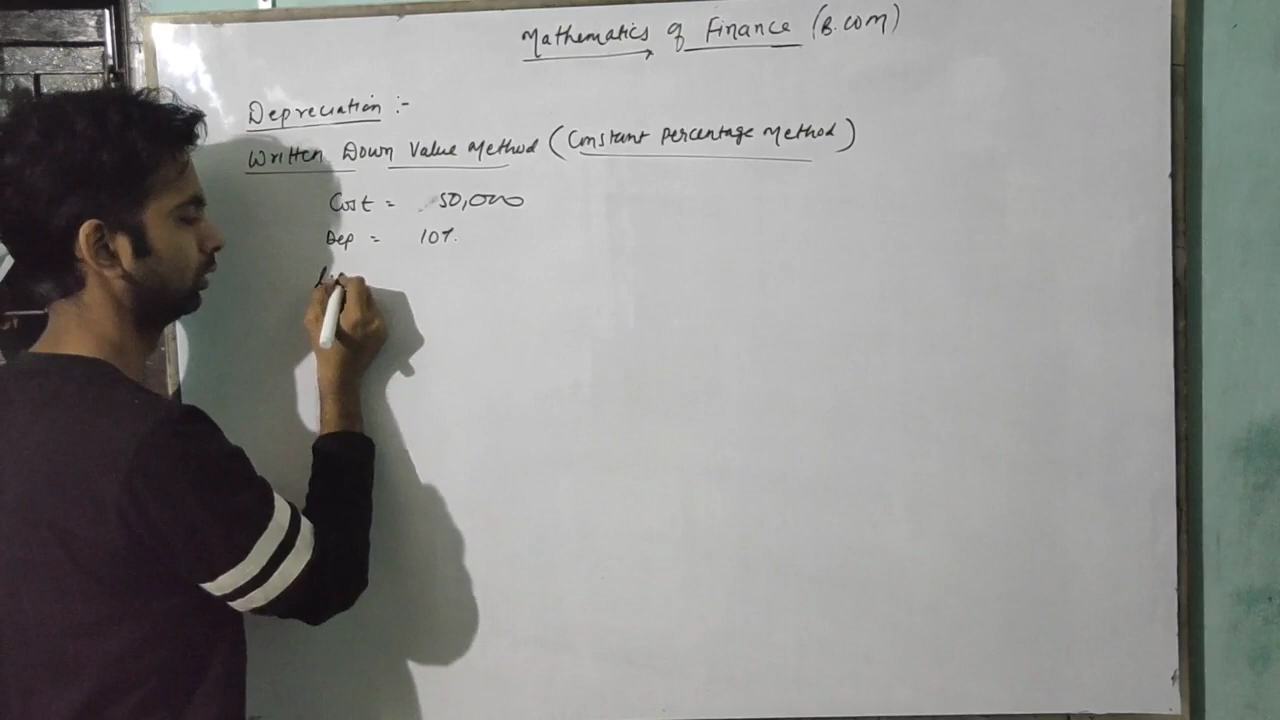 Mathematics of Finance (B.COM)
Depreciation :-
Written Down Value Method (Constant Percentage Method)
Cost = 50,000
Dep = 10%.